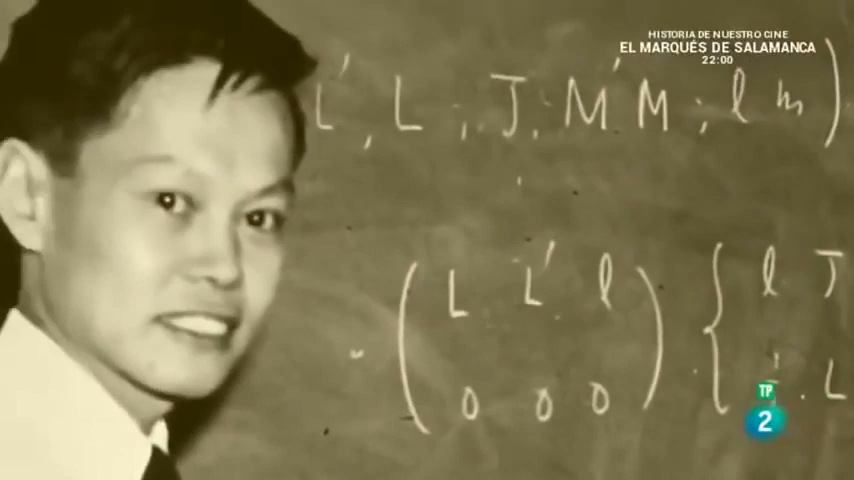 HISTORIA DE NUESTRO CINE
EL MARQUÉS DE SALAMANCA
22:00
L', L ; J, M' M ; l m )
( L L' l ) { l J
0 0 0 L
TP
2